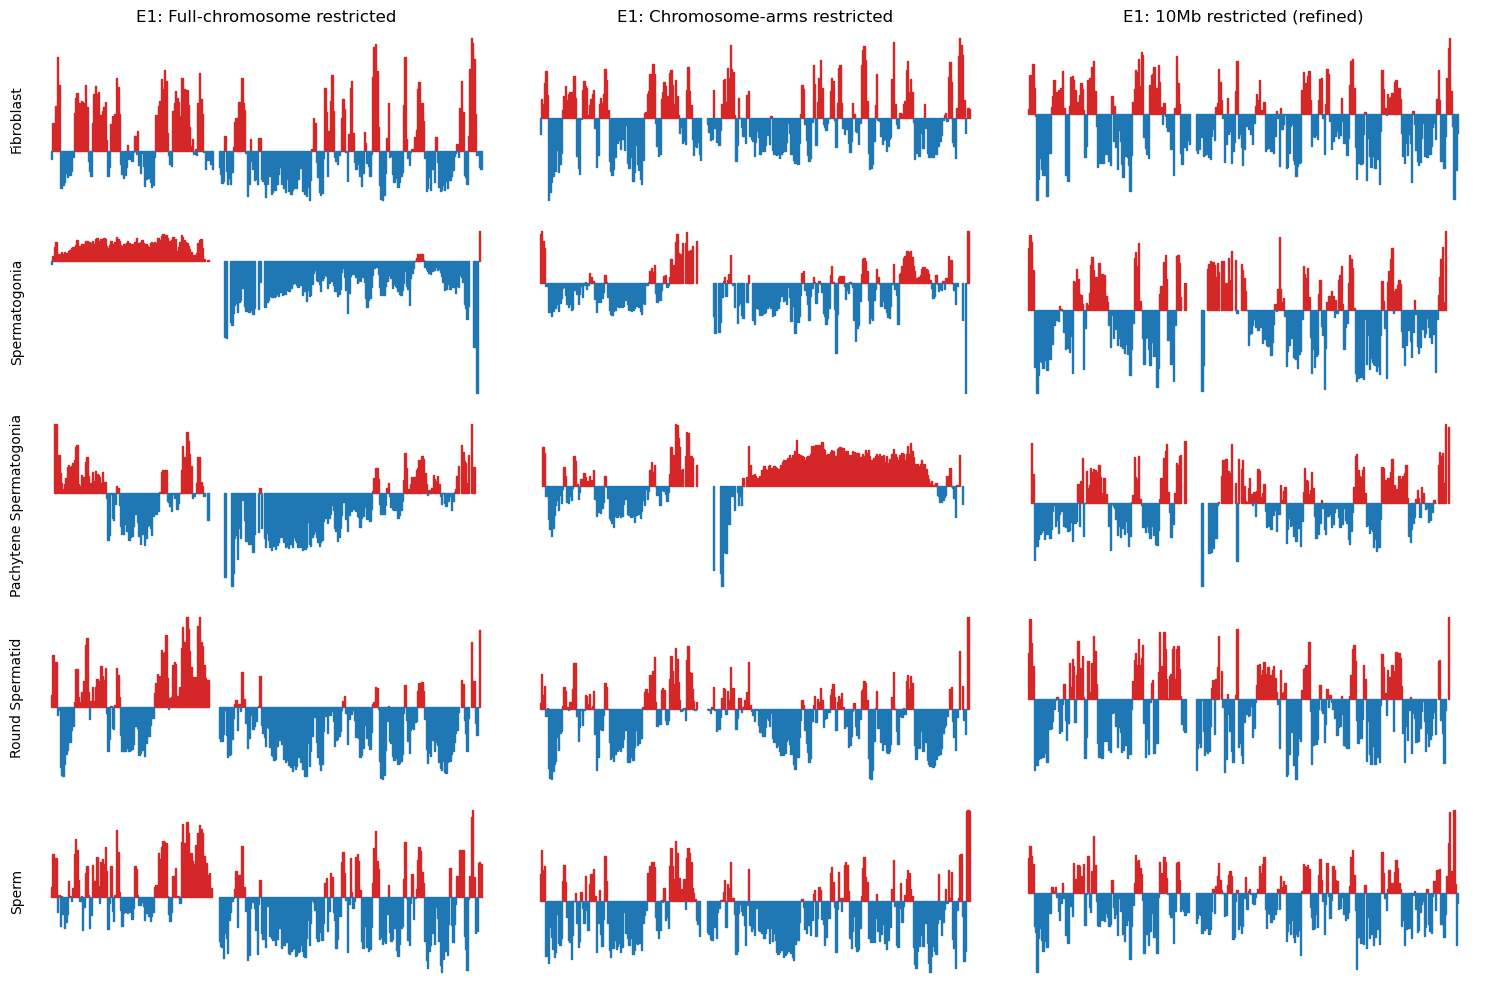 E1: Full-chromosome restricted
E1: Chromosome-arms restricted
E1: 10Mb restricted (refined)
Fibroblast
Spermatogonia
Pachytene Spermatogonia
Round Spermatid
Sperm